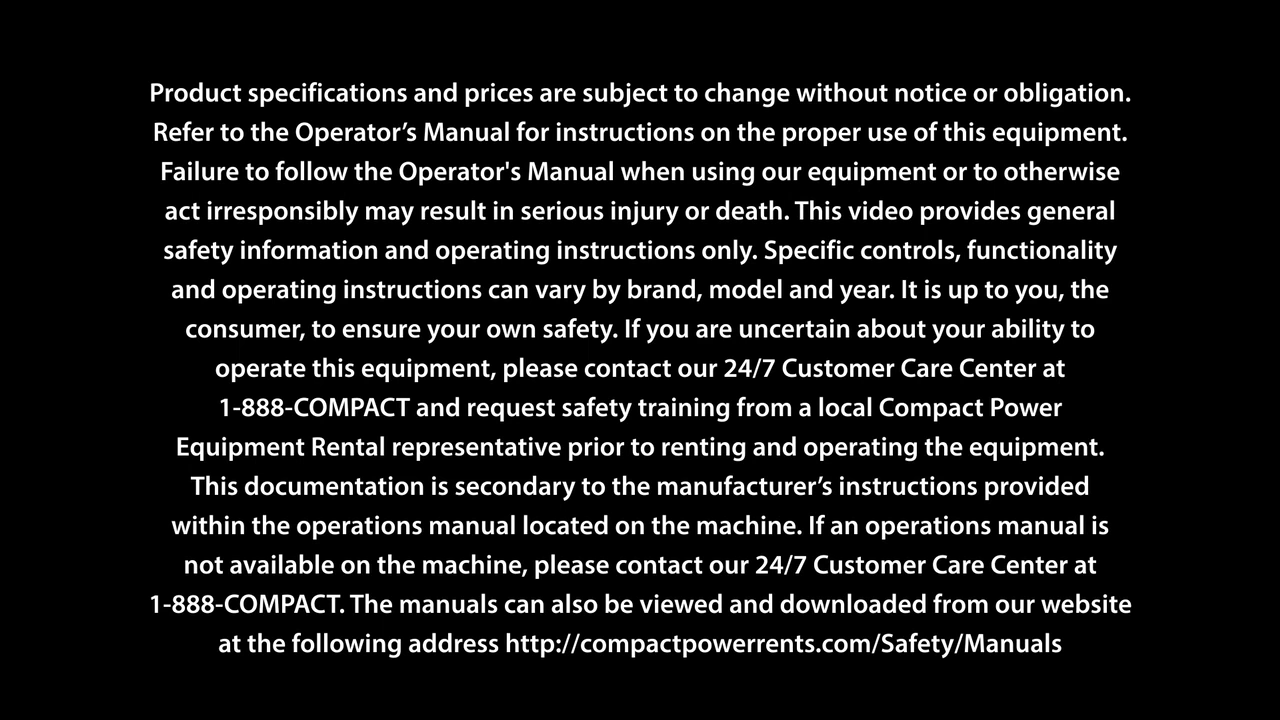 Product specifications and prices are subject to change without notice or obligation.
Refer to the Operator’s Manual for instructions on the proper use of this equipment.
Failure to follow the Operator's Manual when using our equipment or to otherwise
act irresponsibly may result in serious injury or death. This video provides general
safety information and operating instructions only. Specific controls, functionality
and operating instructions can vary by brand, model and year. It is up to you, the
consumer, to ensure your own safety. If you are uncertain about your ability to
operate this equipment, please contact our 24/7 Customer Care Center at
1-888-COMPACT and request safety training from a local Compact Power
Equipment Rental representative prior to renting and operating the equipment.
This documentation is secondary to the manufacturer’s instructions provided
within the operations manual located on the machine. If an operations manual is
not available on the machine, please contact our 24/7 Customer Care Center at
1-888-COMPACT. The manuals can also be viewed and downloaded from our website
at the following address http://compactpowerrents.com/Safety/Manuals